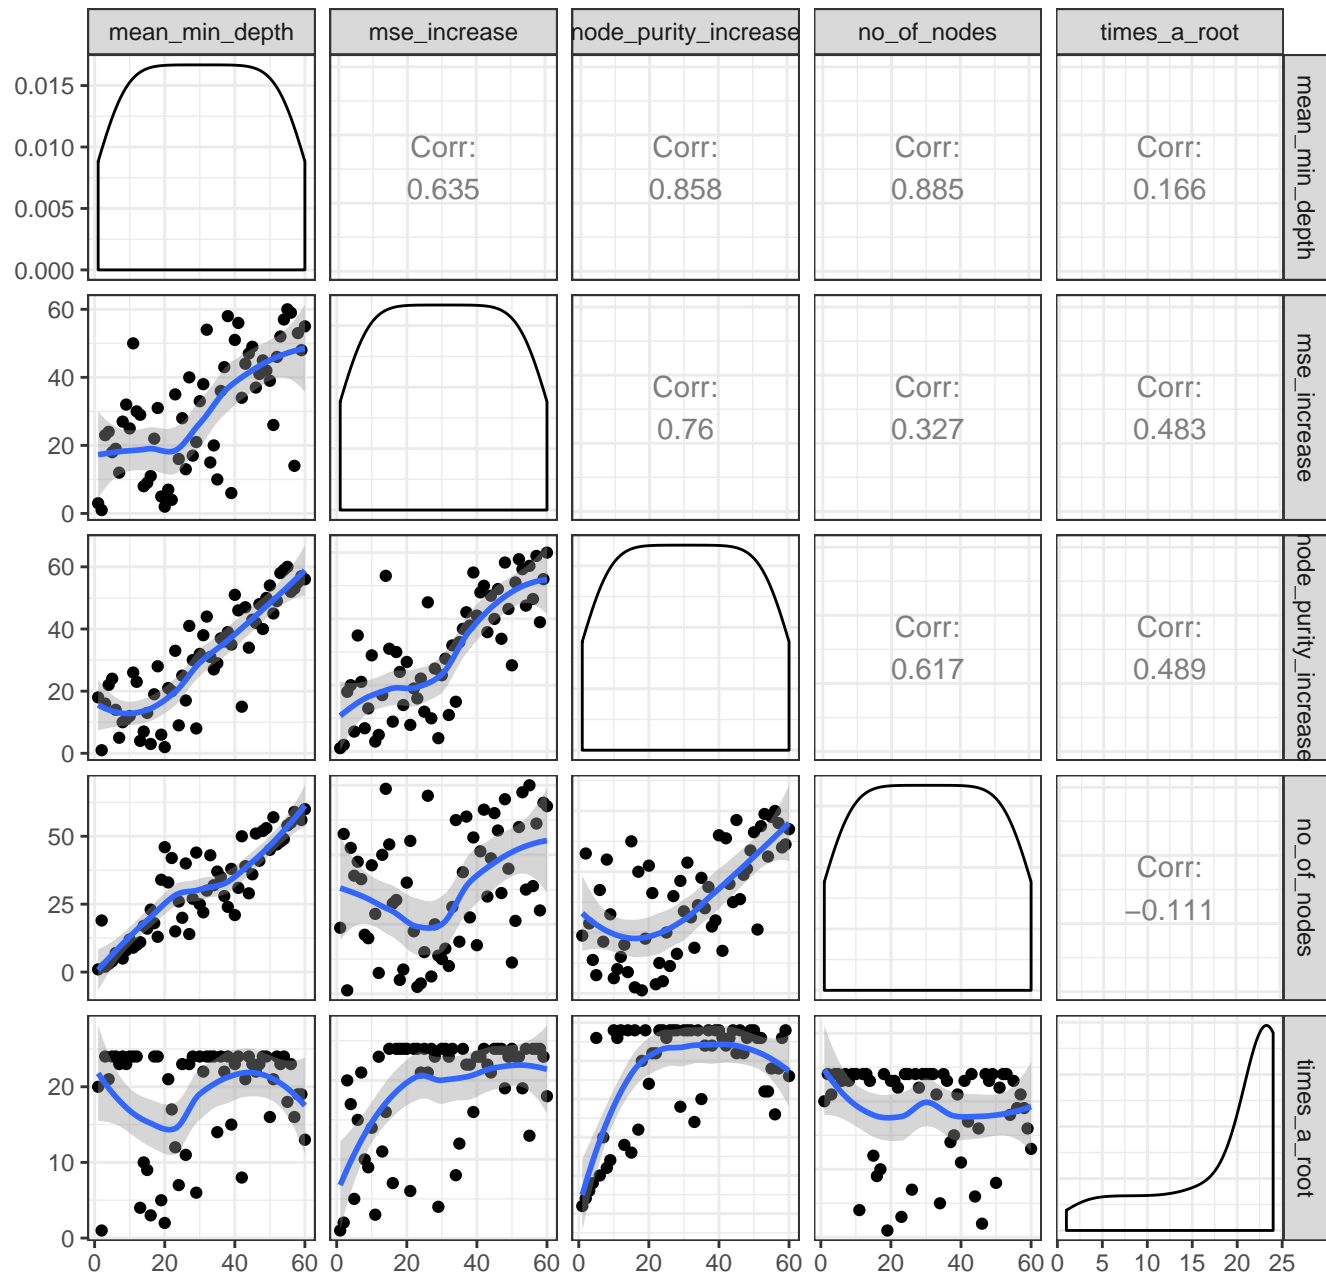 mean_min_depth
mse_increase
node_purity_increase
no_of_nodes
times_a_root
0.015
0.010
0.005
0.000
Corr:
0.635
Corr:
0.858
Corr:
0.885
Corr:
0.166
mean_min_depth
60
40
20
0
Corr:
0.76
Corr:
0.327
Corr:
0.483
mse_increase
60
40
20
0
Corr:
0.617
Corr:
0.489
node_purity_increase
50
25
0
Corr:
−0.111
no_of_nodes
20
10
0
times_a_root
0 20 40 60
0 20 40 60
0 20 40 60
0 20 40 60
0 5 10 15 20 25